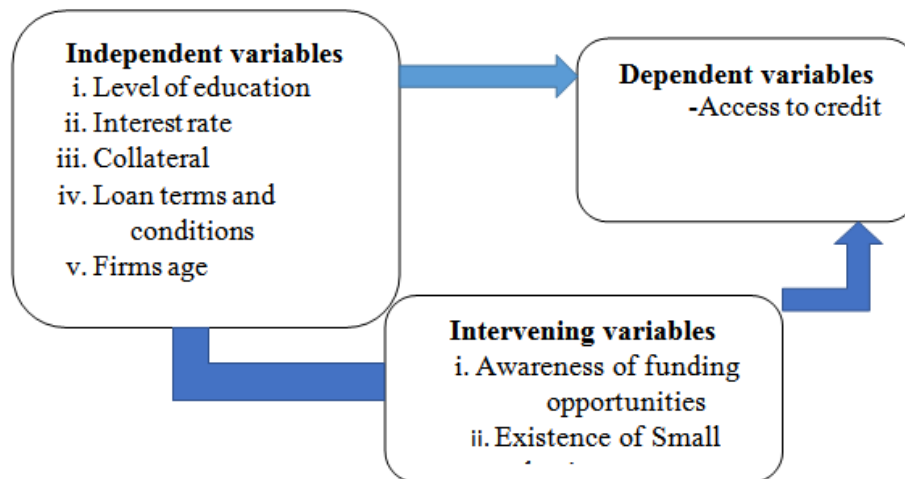 Independent variables
i. Level of education
ii. Interest rate
iii. Collateral
iv. Loan terms and
conditions
v. Firms age
Dependent variables
-Access to credit
Intervening variables
i. Awareness of funding
opportunities
ii. Existence of Small